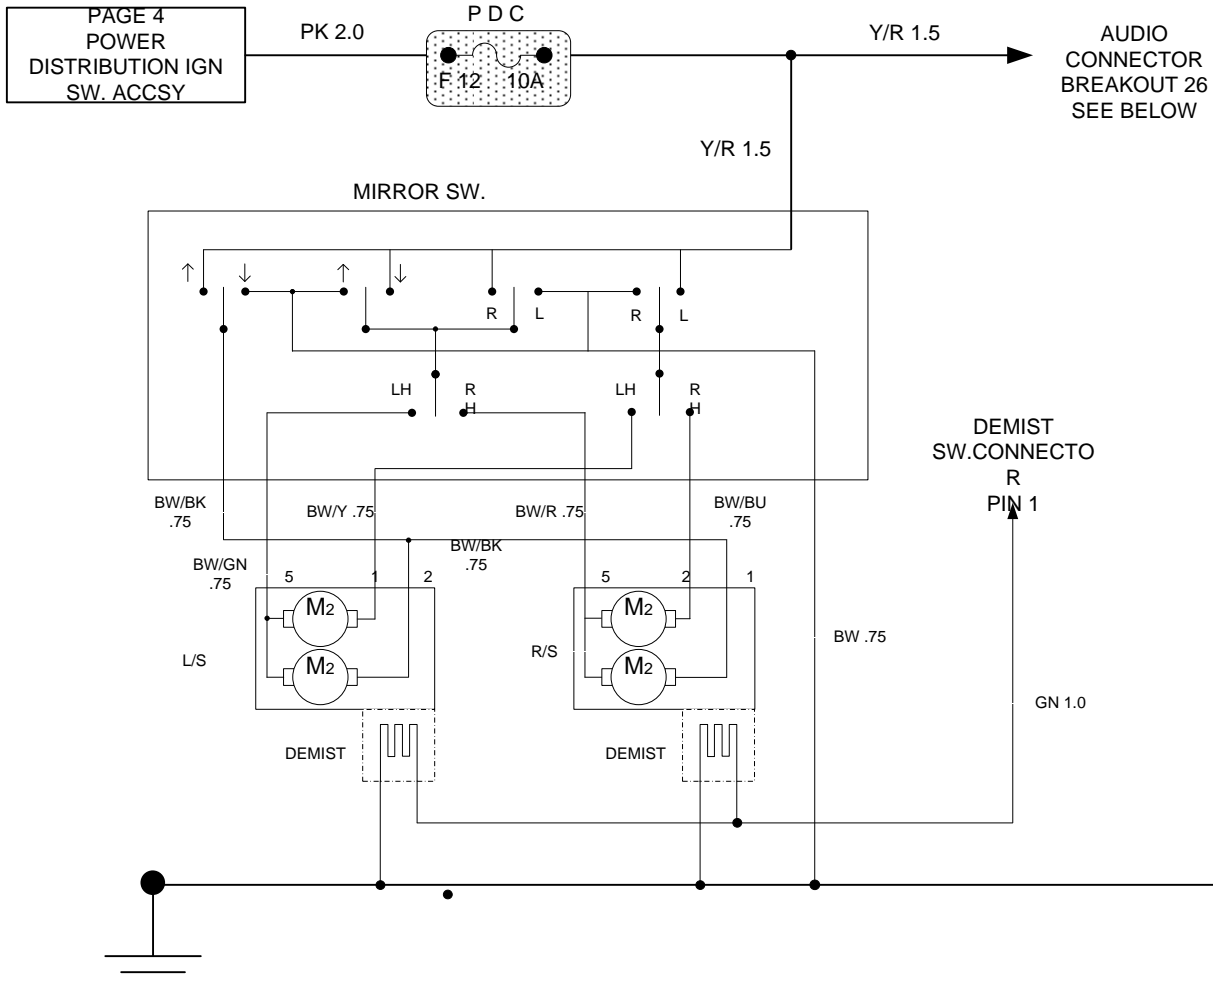 PAGE 4
POWER
DISTRIBUTION IGN
SW. ACCSY
PK 2.0
P D C
F 12 10A
Y/R 1.5
AUDIO
CONNECTOR
BREAKOUT 26
SEE BELOW
Y/R 1.5
MIRROR SW.
R L
R L
LH R
H
LH R
H
DEMIST
SW.CONNECTO
R
PIN 1
BW/BK
.75
BW/Y .75
BW/R .75
BW/BU
.75
BW/GN
.75
BW/BK
.75
5 1 2
5 2 1
M2
M2
L/S
M2
M2
R/S
BW .75
GN 1.0
DEMIST
DEMIST